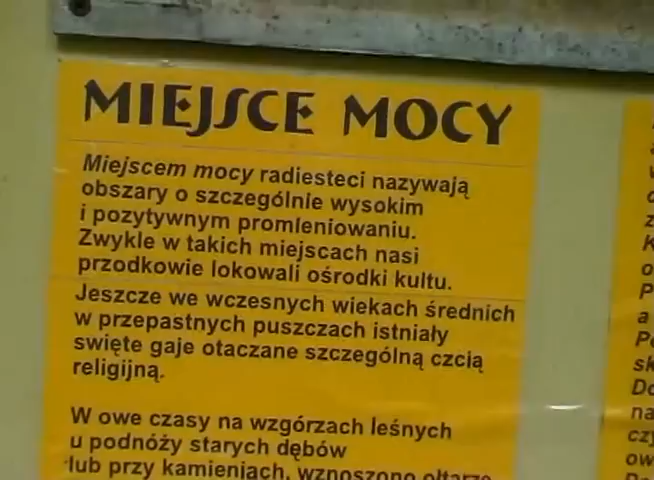 MIEJSCE MOCY
Miejscem mocy radiesteci nazywają
obszary o szczególnie wysokim
i pozytywnym promleniowaniu.
Zwykle w takich miejscach nasi
przodkowie lokowali ośrodki kultu.
Jeszcze we wczesnych wiekach średnich
w przepastnych puszczach istniały
święte gaje otaczane szczególną czcią
religijną.
W owe czasy na wzgórzach leśnych
u podnóży starych dębów
lub przy kamieniach, wznoszono ołtarze